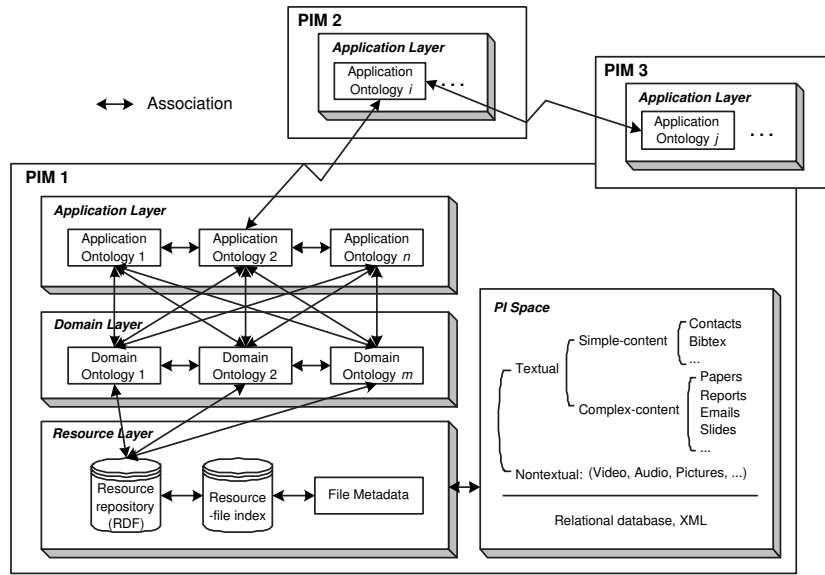 PIM 2
Application Layer
Application
Ontology i
. . .
PIM 3
Application Layer
Application
Ontology j
. . .
Association
PIM 1
Application Layer
Application
Ontology 1
Application
Ontology 2
Application
Ontology n
Domain Layer
Domain
Ontology 1
Domain
Ontology 2
Domain
Ontology m
Resource Layer
Resource
repository
(RDF)
Resource
-file index
File Metadata
PI Space
Textual
Simple-content
Contacts
Bibtex
...
Complex-content
Papers
Reports
Emails
Slides
...
Nontextual: (Video, Audio, Pictures, ...)
Relational database, XML